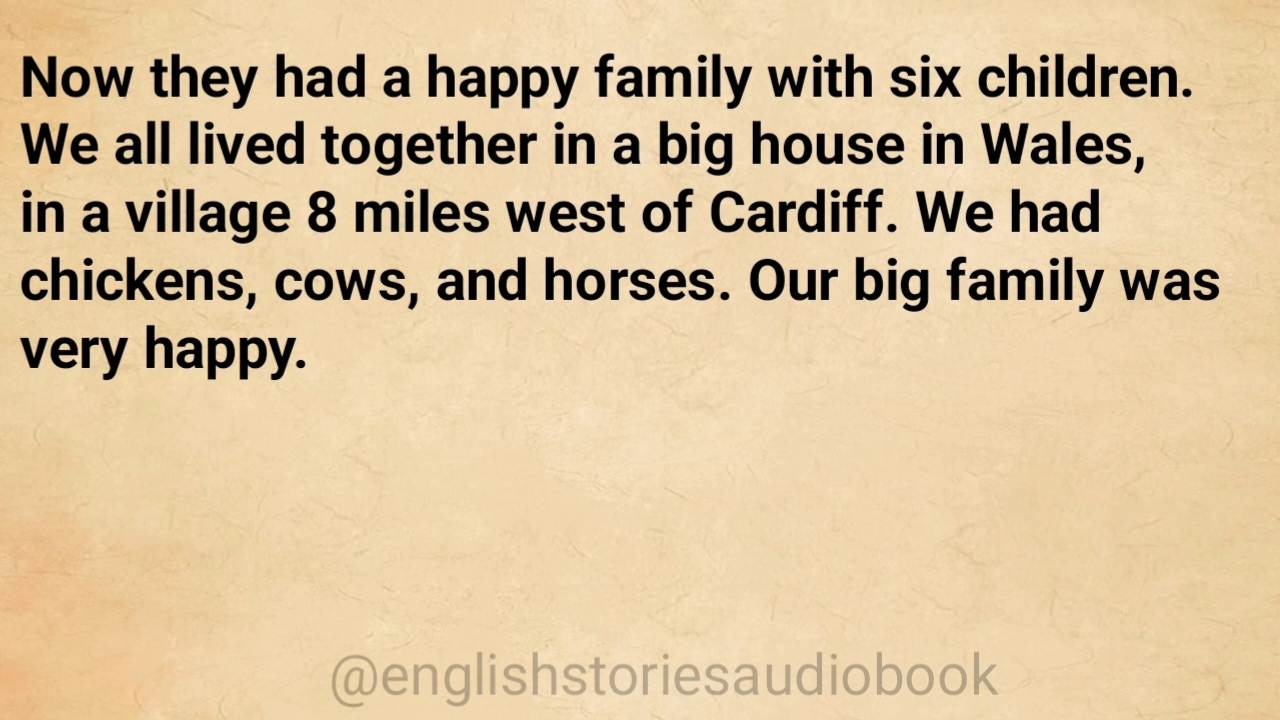 Now they had a happy family with six children.
We all lived together in a big house in Wales,
in a village 8 miles west of Cardiff. We had
chickens, cows, and horses. Our big family was
very happy.
@englishstoriesaudiobook